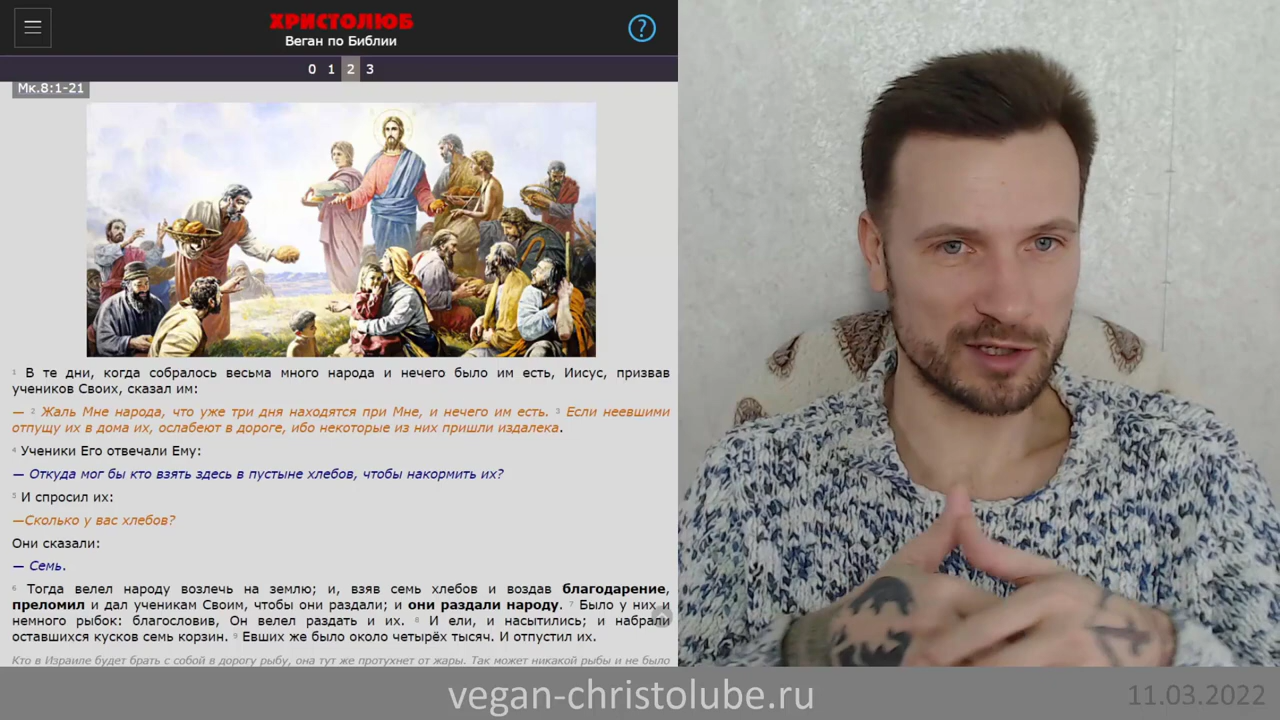 ХРИСТОЛЮБ
Веган по Библии
?
0 1 2 3
Мк.8:1-21
1 В те дни, когда собралось весьма много народа и нечего было им есть, Иисус, призвав
учеников Своих, сказал им:
— 2 Жаль Мне народа, что уже три дня находятся при Мне, и нечего им есть. 3 Если неевшими
отпущу их в дома их, ослабеют в дороге, ибо некоторые из них пришли издалека.
4 Ученики Его отвечали Ему:
— Откуда мог бы кто взять здесь в пустыне хлебов, чтобы накормить их?
5 И спросил их:
—Сколько у вас хлебов?
Они сказали:
— Семь.
6 Тогда велел народу возлечь на землю; и, взяв семь хлебов и воздав благодарение,
преломил и дал ученикам Своим, чтобы они раздали; и они раздали народу. 7 Было у них и
немного рыбок: благословив, Он велел раздать и их. 8 И ели, и насытились; и набрали
оставшихся кусков семь корзин. 9 Евших же было около четырёх тысяч. И отпустил их.
Кто в Израиле будет брать с собой в дорогу рыбу, она тут же протухнет от жары. Так может никакой рыбы и не было
vegan-christolube.ru
11.03.2022